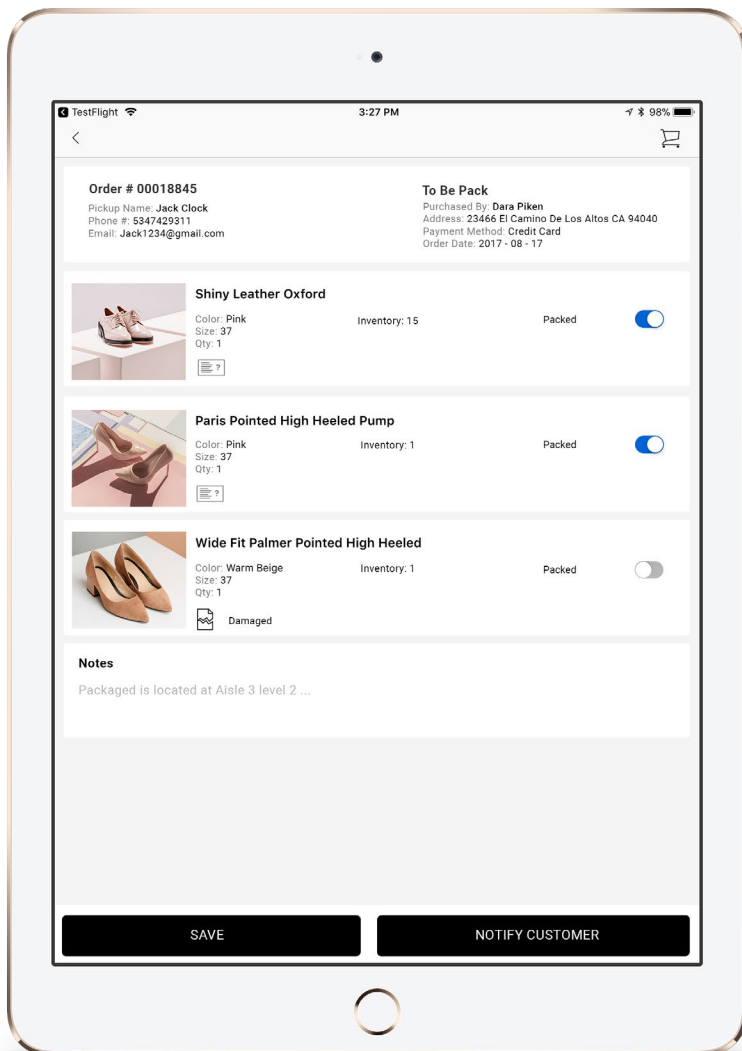 TestFlight 3:27 PM 98%
Order # 00018845
Pickup Name: Jack Clock
Phone #: 5347429311
Email: Jack1234@gmail.com
To Be Pack
Purchased By: Dara Piken
Address: 23466 El Camino De Los Altos CA 94040
Payment Method: Credit Card
Order Date: 2017 - 08 - 17
Shiny Leather Oxford
Color: Pink
Size: 37
Qty: 1
Inventory: 15
Packed
?
Paris Pointed High Heeled Pump
Color: Pink
Size: 37
Qty: 1
Inventory: 1
Packed
?
Wide Fit Palmer Pointed High Heeled
Color: Warm Beige
Size: 37
Qty: 1
Inventory: 1
Packed
Damaged
Notes
Packaged is located at Aisle 3 level 2 ...
SAVE
NOTIFY CUSTOMER